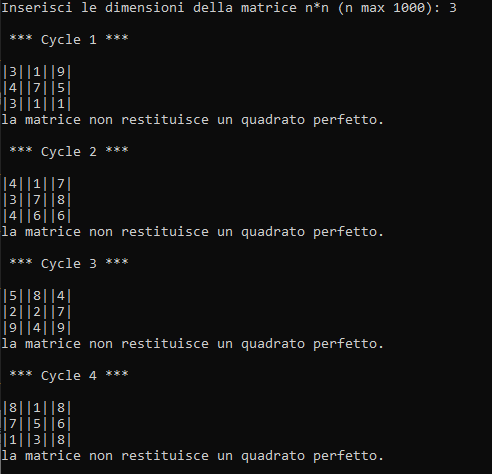 Inserisci le dimensioni della matrice n*n (n max 1000): 3
*** Cycle 1 ***
|3||1||9|
|4||7||5|
|3||1||1|
la matrice non restituisce un quadrato perfetto.
*** Cycle 2 ***
|4||1||7|
|3||7||8|
|4||6||6|
la matrice non restituisce un quadrato perfetto.
*** Cycle 3 ***
|5||8||4|
|2||2||7|
|9||4||9|
la matrice non restituisce un quadrato perfetto.
*** Cycle 4 ***
|8||1||8|
|7||5||6|
|1||3||8|
la matrice non restituisce un quadrato perfetto.